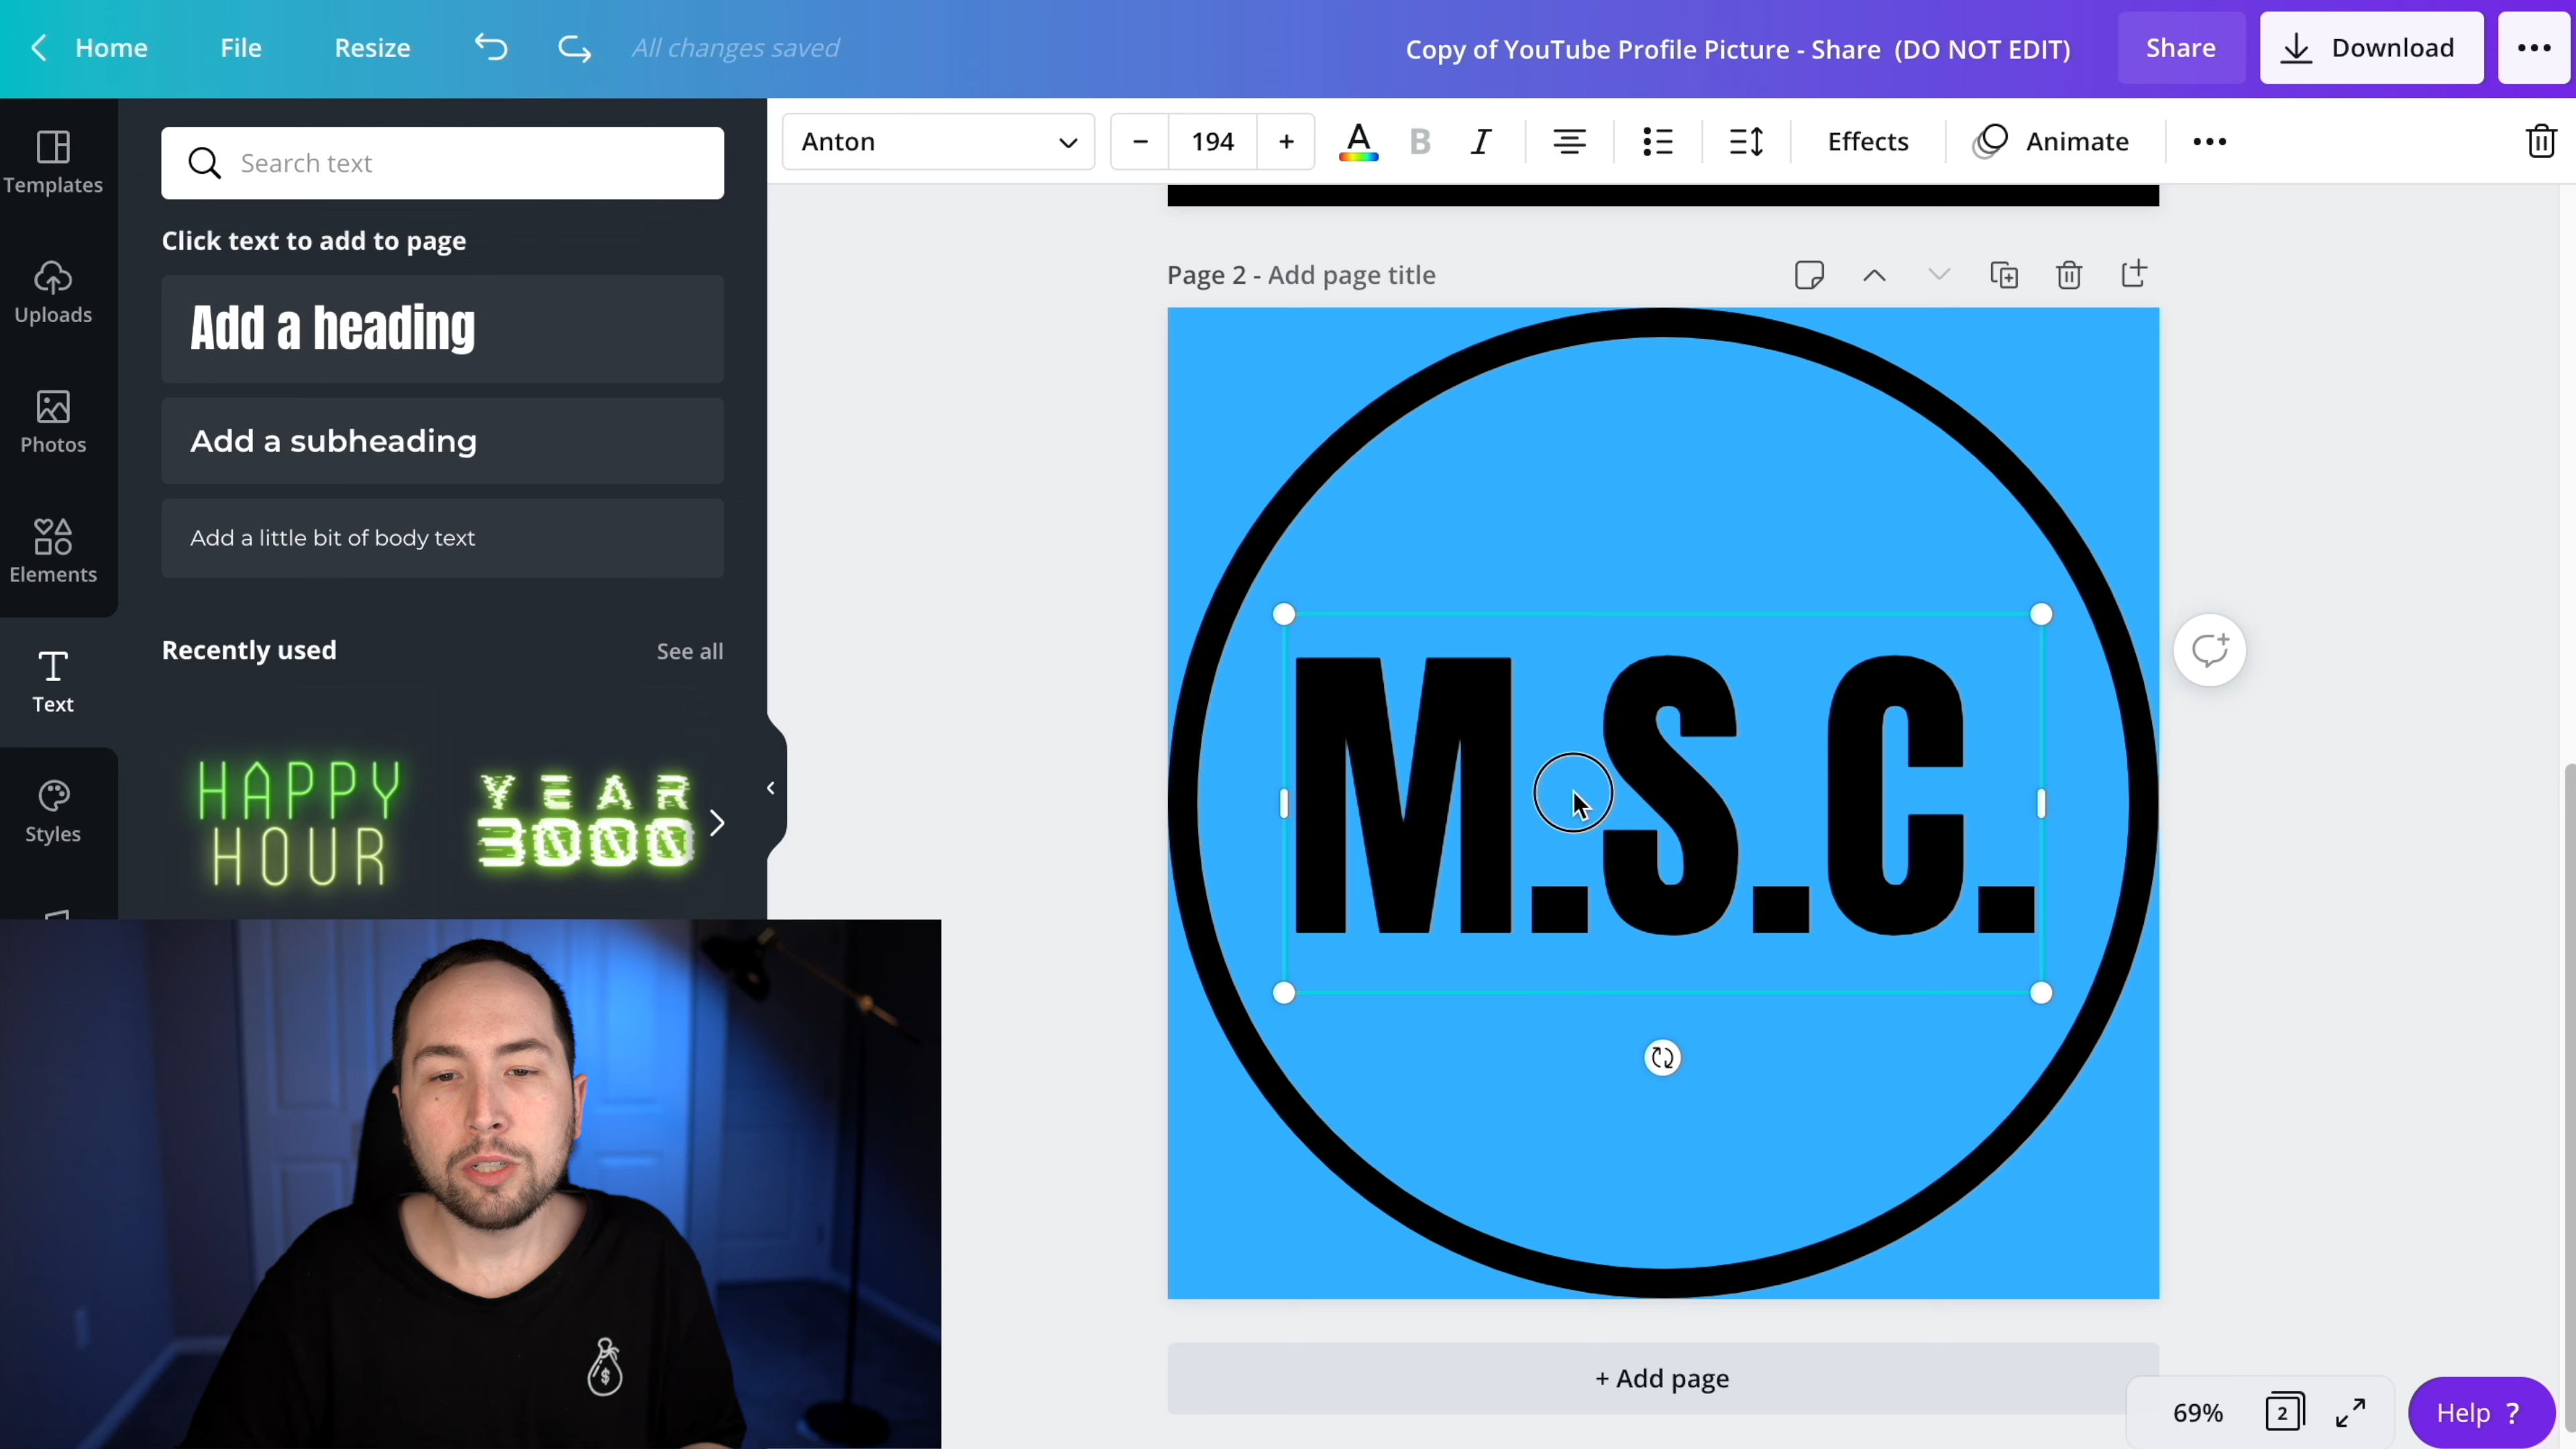 Home File Resize All changes saved Copy of YouTube Profile Picture - Share (DO NOT EDIT) Share Download
Templates
Uploads
Photos
Elements
Text
Styles
Search text
Click text to add to page
Add a heading
Add a subheading
Add a little bit of body text
Recently used See all
HAPPY
HOUR
YEAR
3000
Anton - 194 + A B I Effects Animate
Page 2 - Add page title
M.S.C.
$
+ Add page
69% 2 Help ?